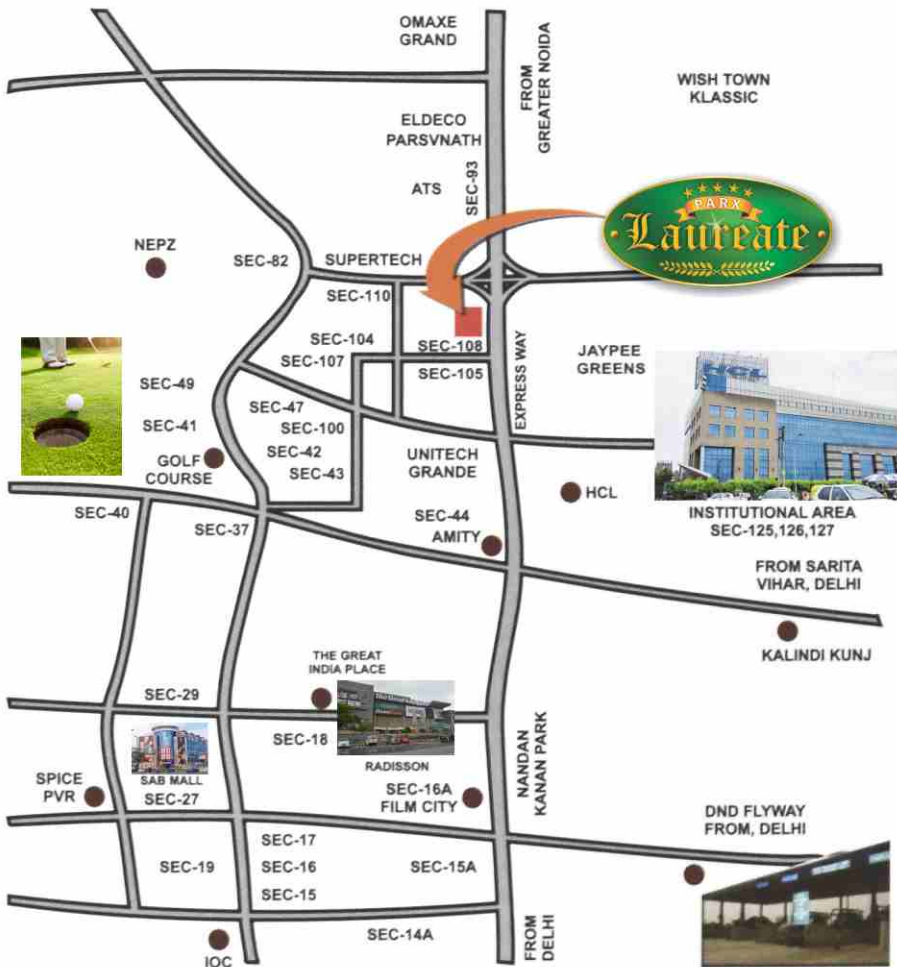 OMAXE
GRAND
FROM
GREATER NOIDA
WISH TOWN
KLASSIC
ELDECO
PARSVNATH
ATS
SEC-93
PARX
Laureate
NEPZ
SEC-82
SUPERTECH
SEC-110
SEC-104
SEC-107
SEC-108
SEC-105
EXPRESS WAY
JAYPEE
GREENS
HCL
SEC-49
SEC-41
GOLF
COURSE
SEC-47
SEC-100
SEC-42
SEC-43
UNITECH
GRANDE
HCL
INSTITUTIONAL AREA
SEC-125,126,127
SEC-40
SEC-37
SEC-44
AMITY
FROM SARITA
VIHAR, DELHI
KALINDI KUNJ
THE GREAT
INDIA PLACE
SEC-29
SEC-18
RADISSON
NANDAN
KANAN PARK
SAB MALL
SPICE
PVR
SEC-27
SEC-16A
FILM CITY
DND FLYWAY
FROM, DELHI
SEC-17
SEC-19
SEC-16
SEC-15A
SEC-15
SEC-14A
FROM
DELHI
IOC